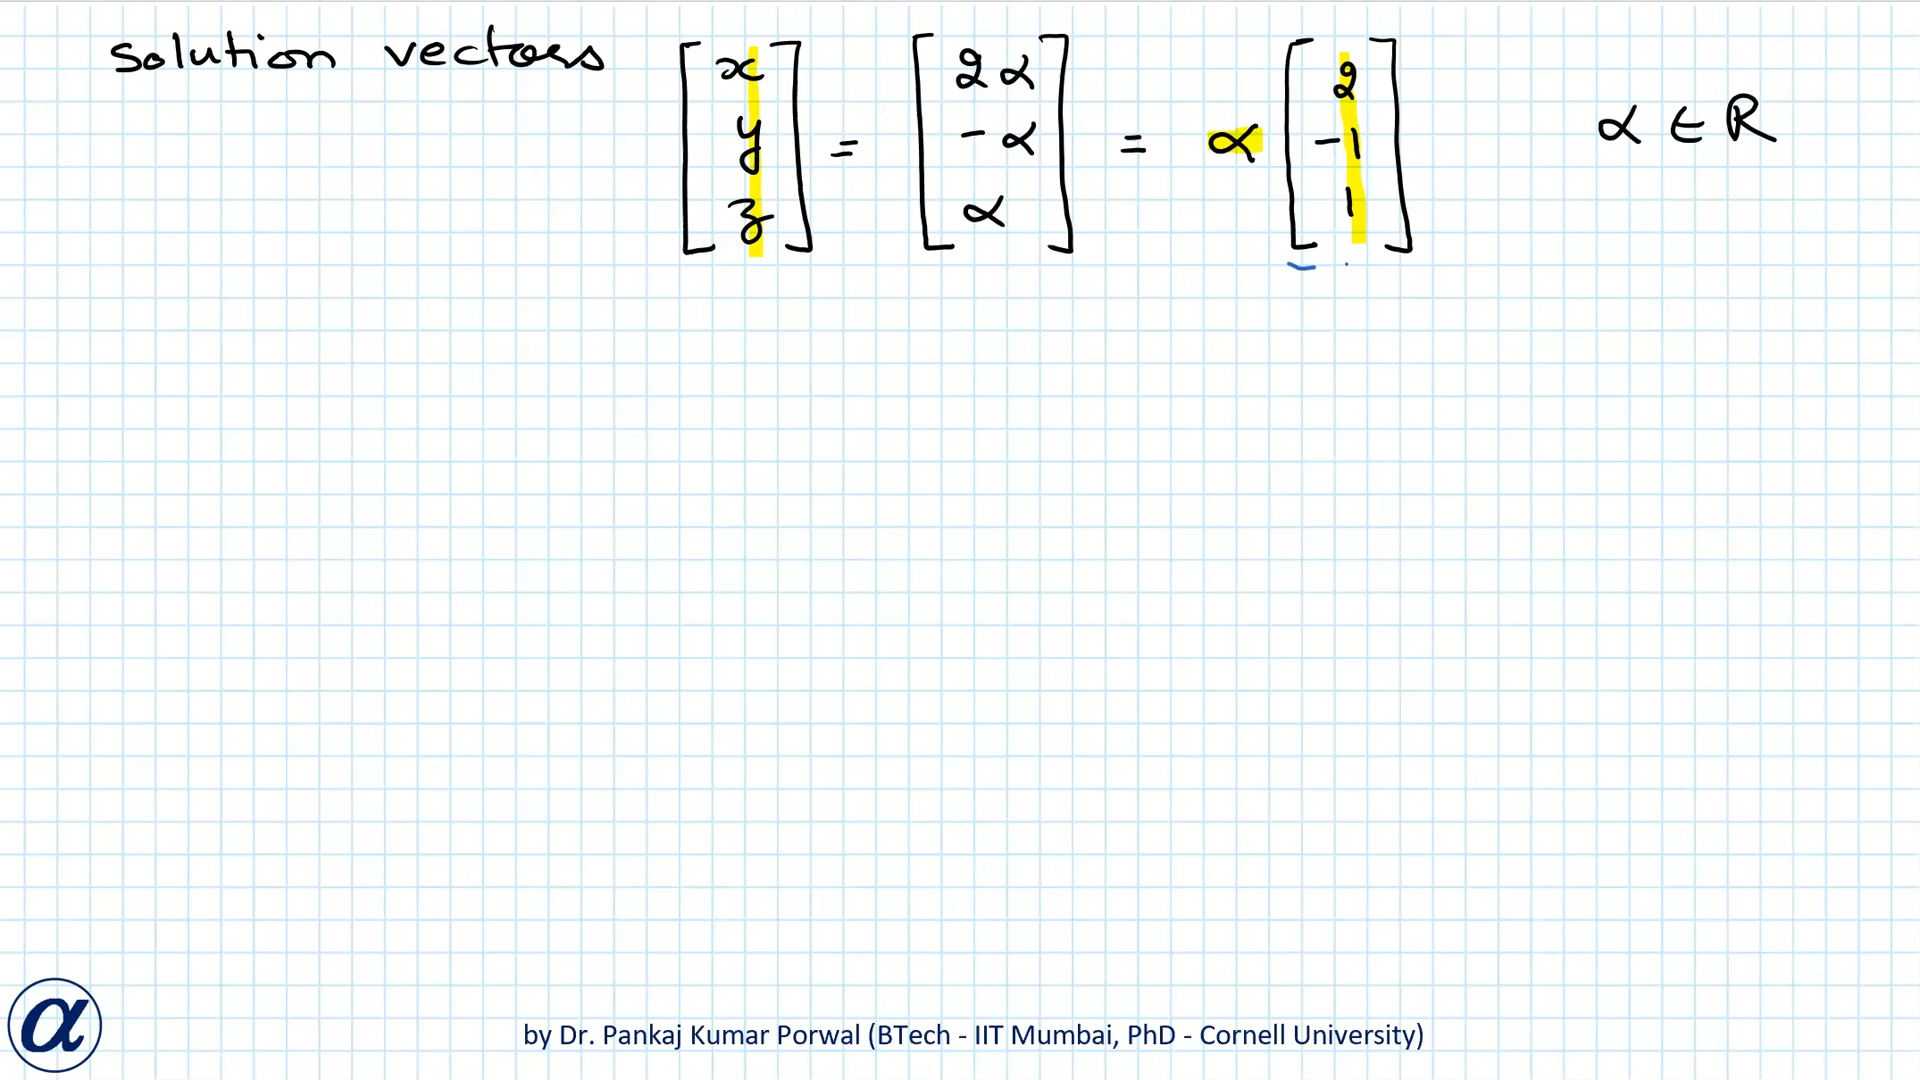 solution vectors [x y z] = [2α -α α] = α [2 -1 1] α ∈ R
α
by Dr. Pankaj Kumar Porwal (BTech - IIT Mumbai, PhD - Cornell University)